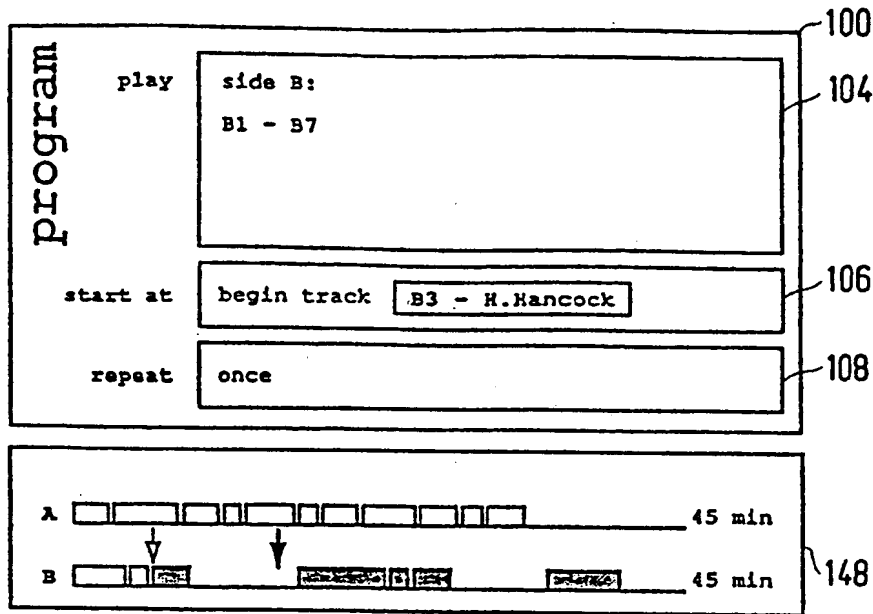 100
program
play
side B:
104
B1 - B7
start at
begin track
B3 - H.Hancock
106
repeat
once
108
A
45 min
B
45 min
148